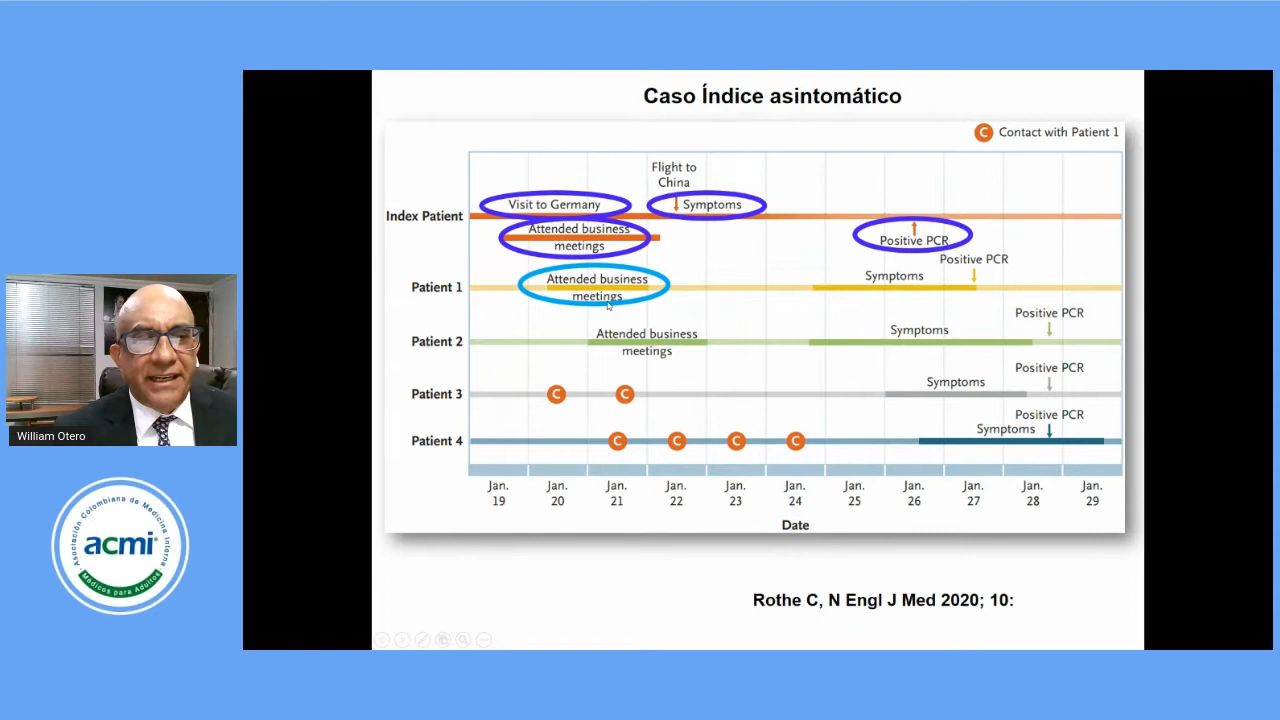 Caso Índice asintomático
C Contact with Patient 1
Flight to
China
Visit to Germany
Symptoms
Index Patient
Attended business
meetings
Positive PCR
Positive PCR
Attended business
meetings
Symptoms
Patient 1
Positive PCR
Attended business
meetings
Symptoms
Patient 2
Positive PCR
Symptoms
Patient 3
C
C
Positive PCR
Symptoms
Patient 4
C
C
C
C
Jan.
19
Jan.
20
Jan.
21
Jan.
22
Jan.
23
Jan.
24
Jan.
25
Jan.
26
Jan.
27
Jan.
28
Jan.
29
Date
Rothe C, N Engl J Med 2020; 10:
William Otero
Asociación Colombiana de Medicina Interna
acmi
Médicos para Adultos